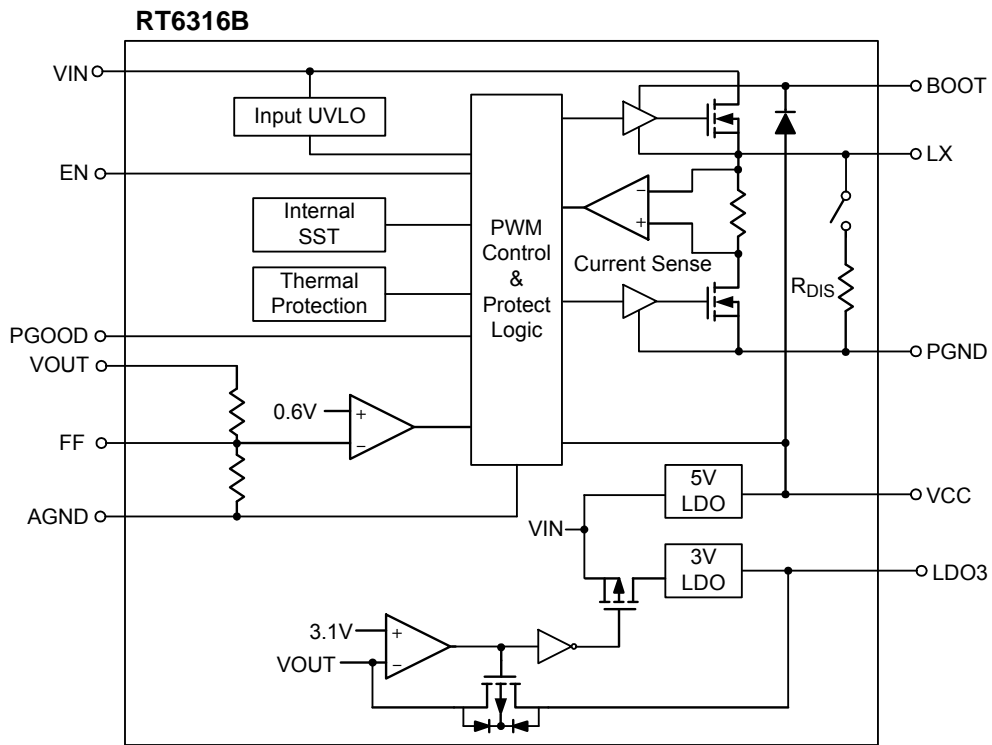 RT6316B
VIN
BOOT
Input UVLO
LX
EN
Internal
SST
PWM
Control
&
Protect
Logic
-
+
Current Sense
Thermal
Protection
RDIS
PGOOD
PGND
VOUT
0.6V
+
-
FF
5V
LDO
VCC
AGND
VIN
3V
LDO
LDO3
3.1V
+
VOUT
-